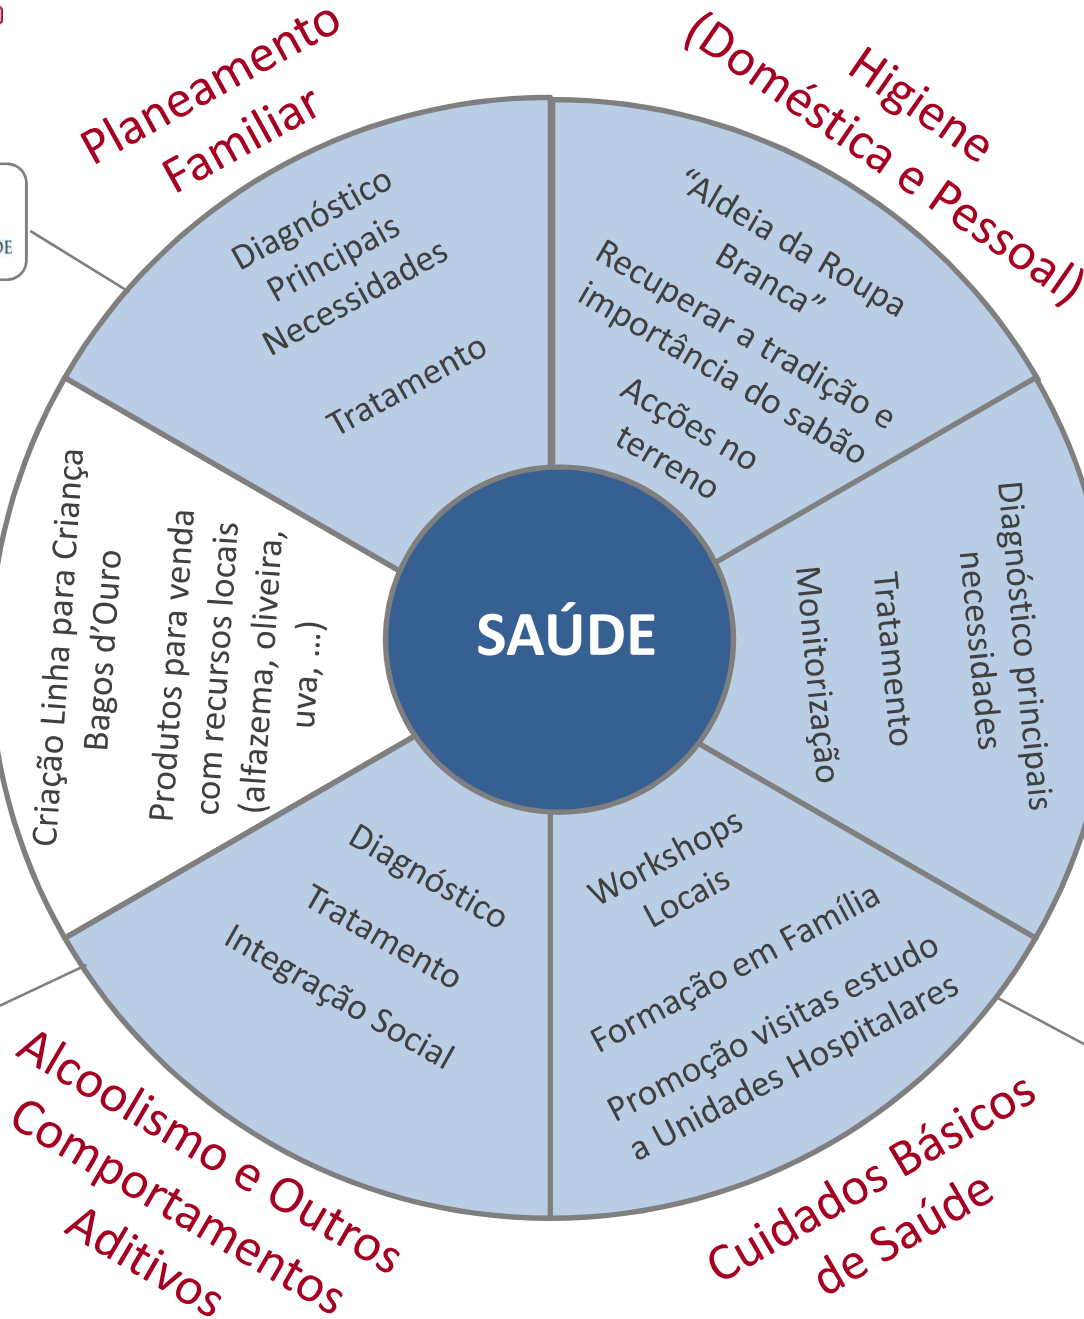 Planeamento
Familiar
Higiene
(Doméstica e Pessoal)
Diagnóstico
Principais
Necessidades
Tratamento
“Aldeia da Roupa
Branca”
Recuperar a tradição e
importância do sabão
Acções no
terreno
Diagnóstico principais
necessidades
Tratamento
Monitorização
SAÚDE
Criação Linha para Criança
Bagos d’Ouro
Produtos para venda
com recursos locais
(alfazema, oliveira,
uva, ...)
Diagnóstico
Tratamento
Integração Social
Workshops
Locais
Formação em Família
Promoção visitas estudo
a Unidades Hospitalares
Alcoolismo e Outros
Comportamentos
Aditivos
Cuidados Básicos
de Saúde